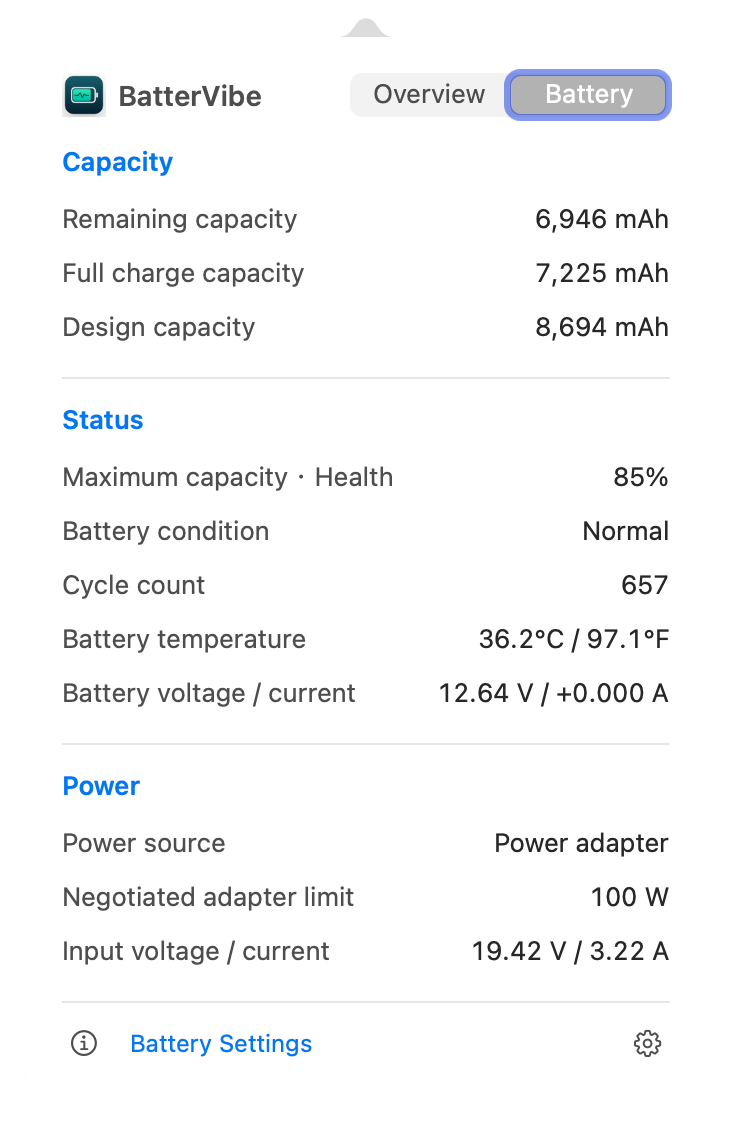 BatterVibe Overview Battery
Capacity
Remaining capacity 6,946 mAh
Full charge capacity 7,225 mAh
Design capacity 8,694 mAh
Status
Maximum capacity · Health 85%
Battery condition Normal
Cycle count 657
Battery temperature 36.2°C / 97.1°F
Battery voltage / current 12.64 V / +0.000 A
Power
Power source Power adapter
Negotiated adapter limit 100 W
Input voltage / current 19.42 V / 3.22 A
Battery Settings